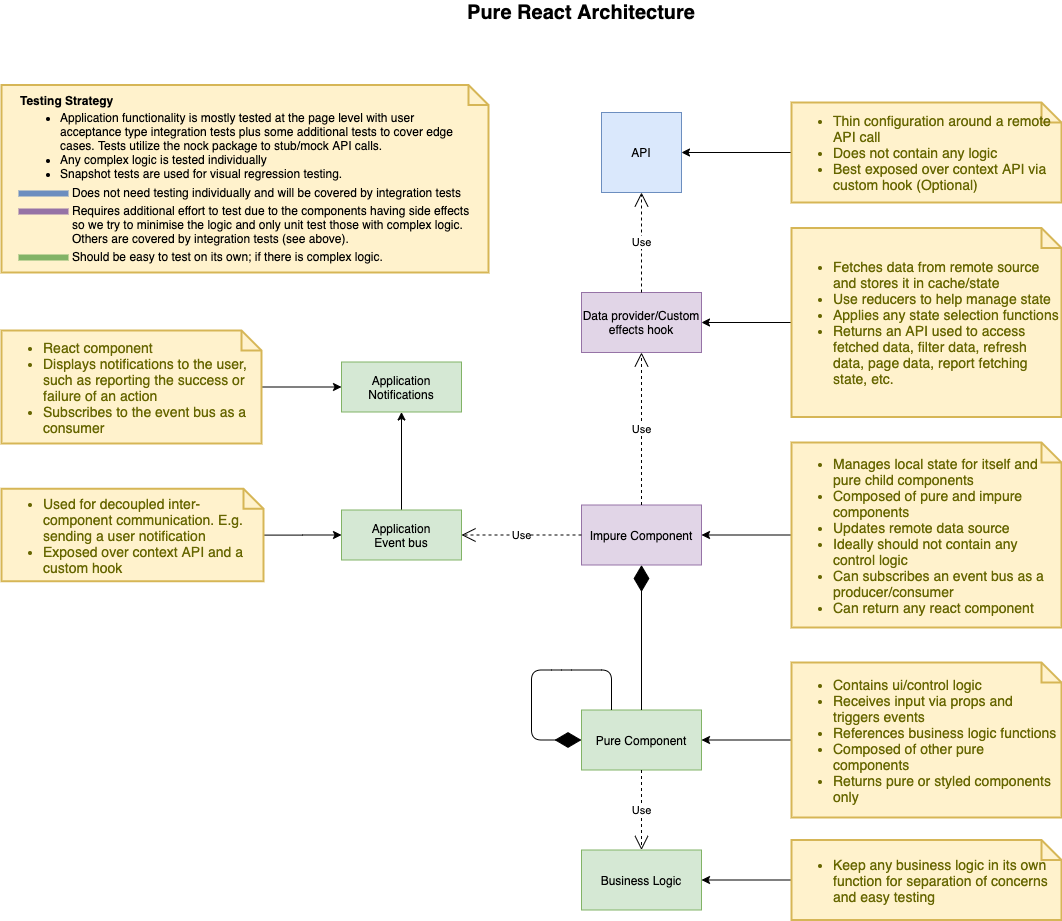 Pure React Architecture
Testing Strategy
• Application functionality is mostly tested at the page level with user
acceptance type integration tests plus some additional tests to cover edge
cases. Tests utilize the nock package to stub/mock API calls.
• Any complex logic is tested individually
• Snapshot tests are used for visual regression testing.
Does not need testing individually and will be covered by integration tests
Requires additional effort to test due to the components having side effects
so we try to minimise the logic and only unit test those with complex logic.
Others are covered by integration tests (see above).
Should be easy to test on its own; if there is complex logic.
API
• Thin configuration around a remote
API call
• Does not contain any logic
• Best exposed over context API via
custom hook (Optional)
Use
Data provider/Custom
effects hook
• Fetches data from remote source
and stores it in cache/state
• Use reducers to help manage state
• Applies any state selection functions
• Returns an API used to access
fetched data, filter data, refresh
data, page data, report fetching
state, etc.
• React component
• Displays notifications to the user,
such as reporting the success or
failure of an action
• Subscribes to the event bus as a
consumer
Application
Notifications
Use
• Used for decoupled inter-
component communication. E.g.
sending a user notification
• Exposed over context API and a
custom hook
Application
Event bus
Use
Impure Component
• Manages local state for itself and
pure child components
• Composed of pure and impure
components
• Updates remote data source
• Ideally should not contain any
control logic
• Can subscribes an event bus as a
producer/consumer
• Can return any react component
Pure Component
• Contains ui/control logic
• Receives input via props and
triggers events
• References business logic functions
• Composed of other pure
components
• Returns pure or styled components
only
Use
Business Logic
• Keep any business logic in its own
function for separation of concerns
and easy testing